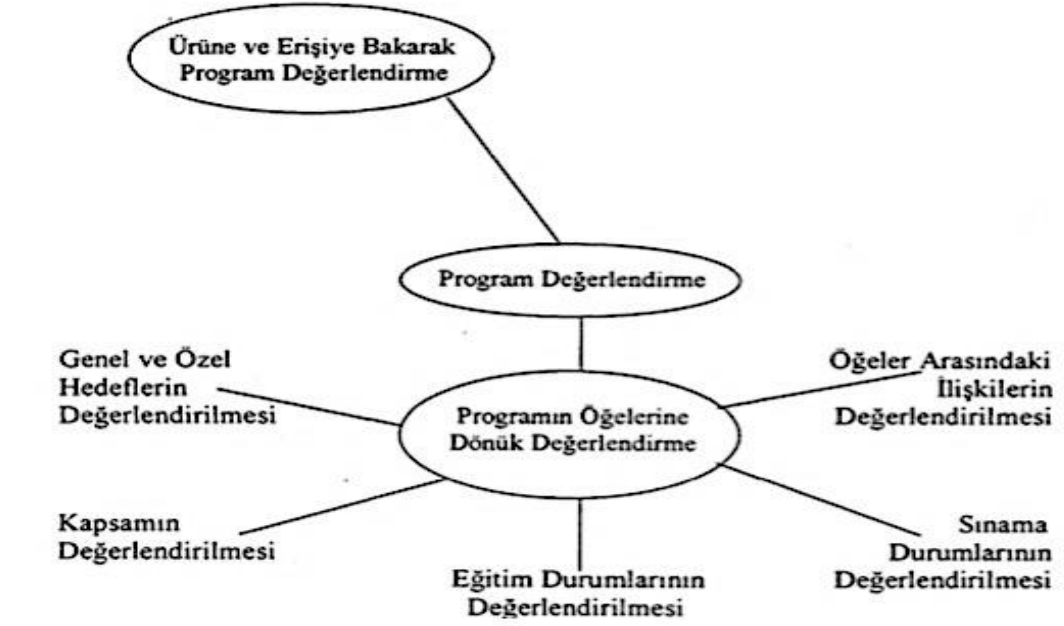 Ürüne ve Erişiye Bakarak
Program Değerlendirme
Program Değerlendirme
Genel ve Özel
Hedeflerin
Değerlendirilmesi
Öğeler Arasındaki
İlişkilerin
Değerlendirilmesi
Programın Öğelerine
Dönük Değerlendirme
Kapsamın
Değerlendirilmesi
Eğitim Durumlarının
Değerlendirilmesi
Sınama
Durumlarının
Değerlendirilmesi